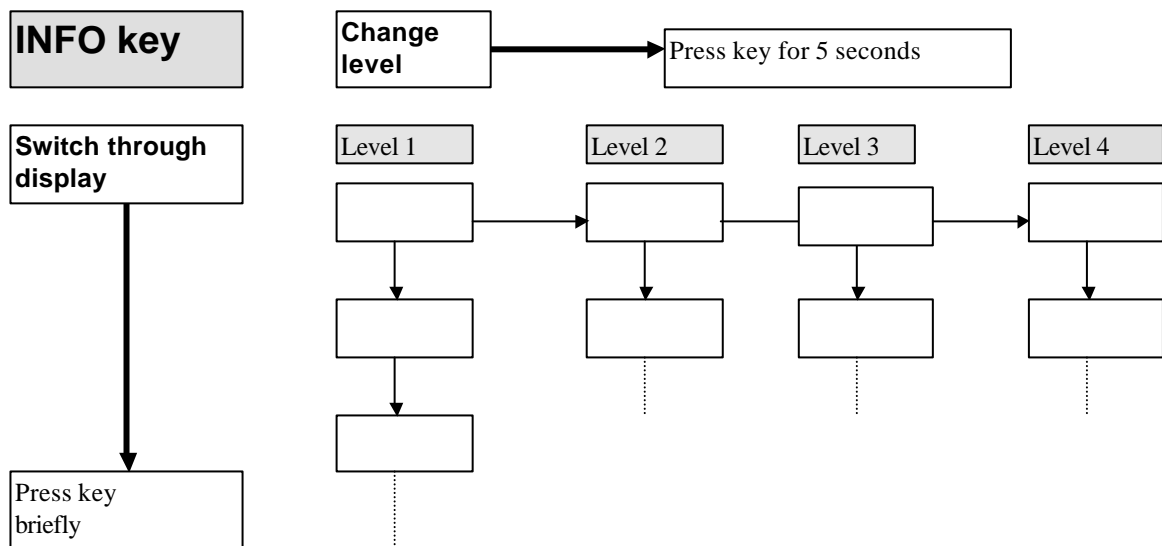 INFO key
Change
level
Press key for 5 seconds
Switch through
display
Level 1
Level 2
Level 3
Level 4
Press key
briefly